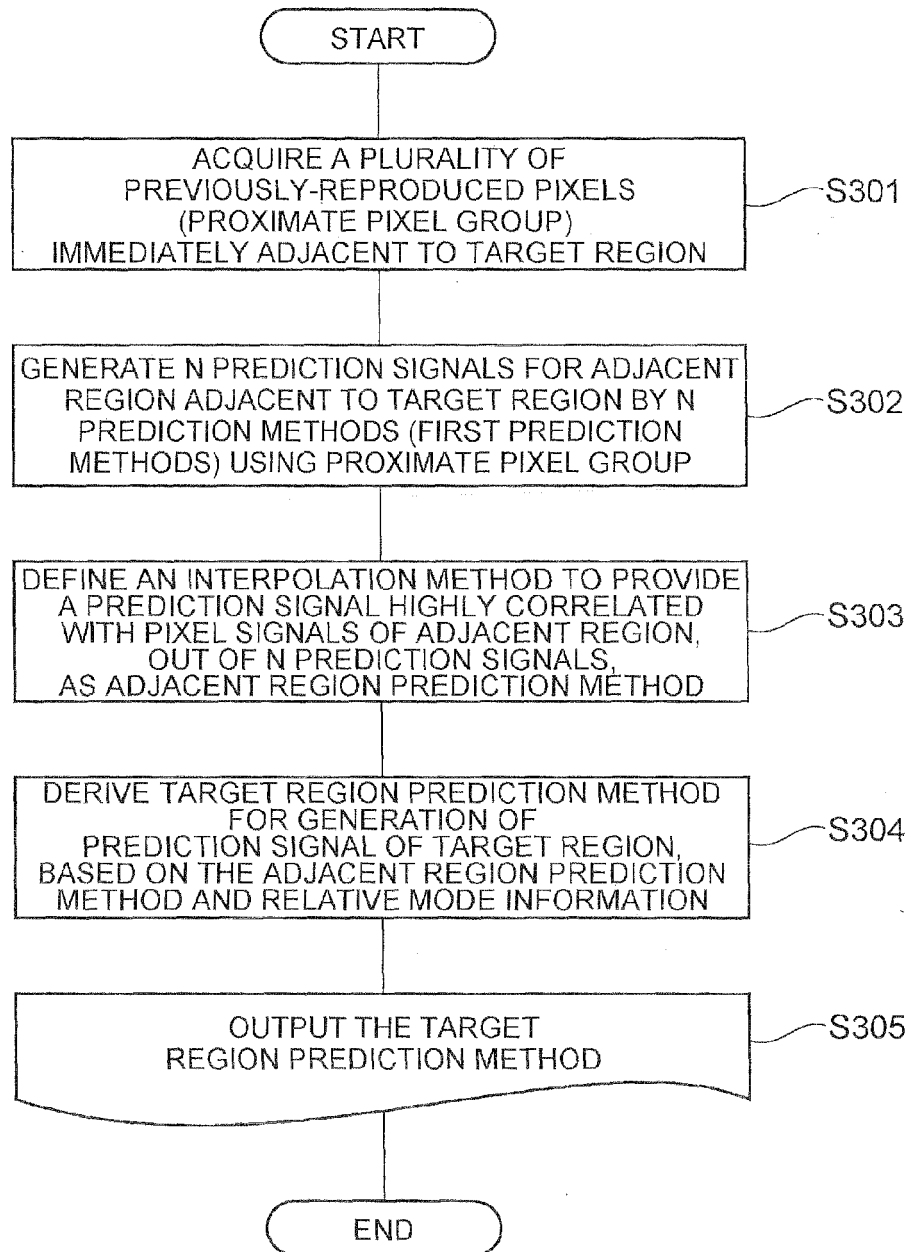 START
ACQUIRE A PLURALITY OF
PREVIOUSLY-REPRODUCED PIXELS
(PROXIMATE PIXEL GROUP)
IMMEDIATELY ADJACENT TO TARGET REGION
S301
GENERATE N PREDICTION SIGNALS FOR ADJACENT
REGION ADJACENT TO TARGET REGION BY N
PREDICTION METHODS (FIRST PREDICTION
METHODS) USING PROXIMATE PIXEL GROUP
S302
DEFINE AN INTERPOLATION METHOD TO PROVIDE
A PREDICTION SIGNAL HIGHLY CORRELATED
WITH PIXEL SIGNALS OF ADJACENT REGION,
OUT OF N PREDICTION SIGNALS,
AS ADJACENT REGION PREDICTION METHOD
S303
DERIVE TARGET REGION PREDICTION METHOD
FOR GENERATION OF
PREDICTION SIGNAL OF TARGET REGION,
BASED ON THE ADJACENT REGION PREDICTION
METHOD AND RELATIVE MODE INFORMATION
S304
OUTPUT THE TARGET
REGION PREDICTION METHOD
S305
END